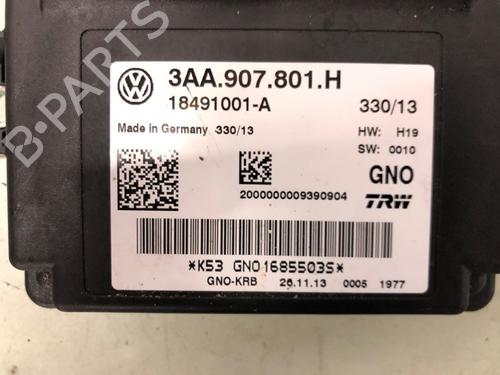 3AA.907.801.H
18491001-A 330/13
Made in Germany 330/13 HW: H19
SW: 0010
GNO
2000000009390904 TRW
*K53 GNO1685503S*
GNO-KRB 26.11.13 0005 1977